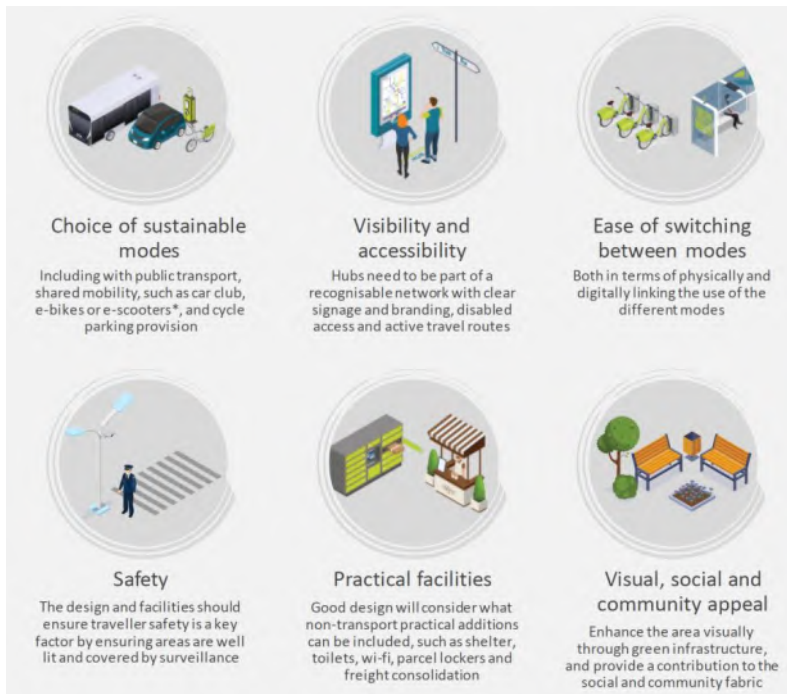 Choice of sustainable
modes
Including with public transport,
shared mobility, such as car club,
e-bikes or e-scooters*, and cycle
parking provision
Visibility and
accessibility
Hubs need to be part of a
recognisable network with clear
signage and branding, disabled
access and active travel routes
Ease of switching
between modes
Both in terms of physically and
digitally linking the use of the
different modes
Safety
The design and facilities should
ensure traveller safety is a key
factor by ensuring areas are well
lit and covered by surveillance
Practical facilities
Good design will consider what
non-transport practical additions
can be included, such as shelter,
toilets, wi-fi, parcel lockers and
freight consolidation
Visual, social and
community appeal
Enhance the area visually
through green infrastructure,
and provide a contribution to the
social and community fabric